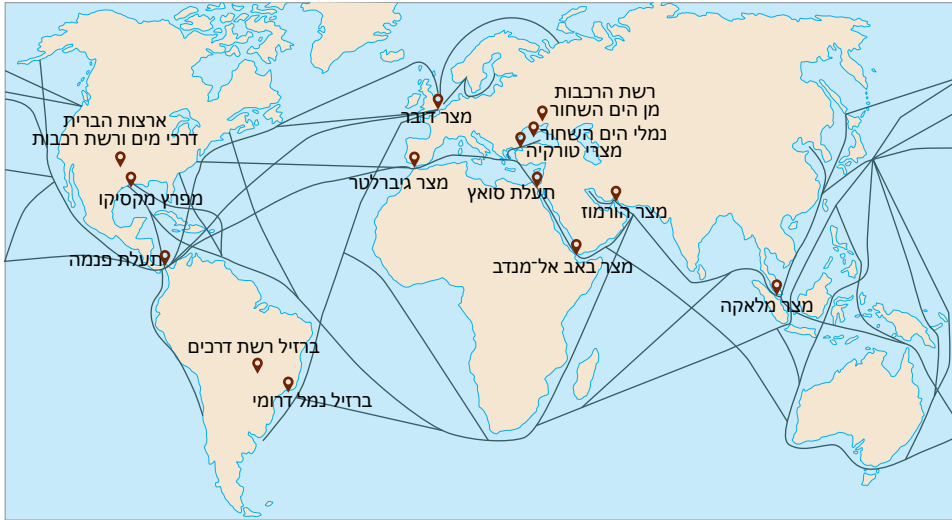 רשת הרכבות
מן הים השחור
נמלי הים השחור
מצרי טורקיה
מצר דובר
ארצות הברית
דרכי מים ורשת רכבות
מצר גיברלטר
תעלת סואץ
מפרץ מקסיקו
מצר הורמוז
תעלת פנמה
מצר באב אל־מנדב
מצר מלאקה
ברזיל רשת דרכים
ברזיל נמל דרומי